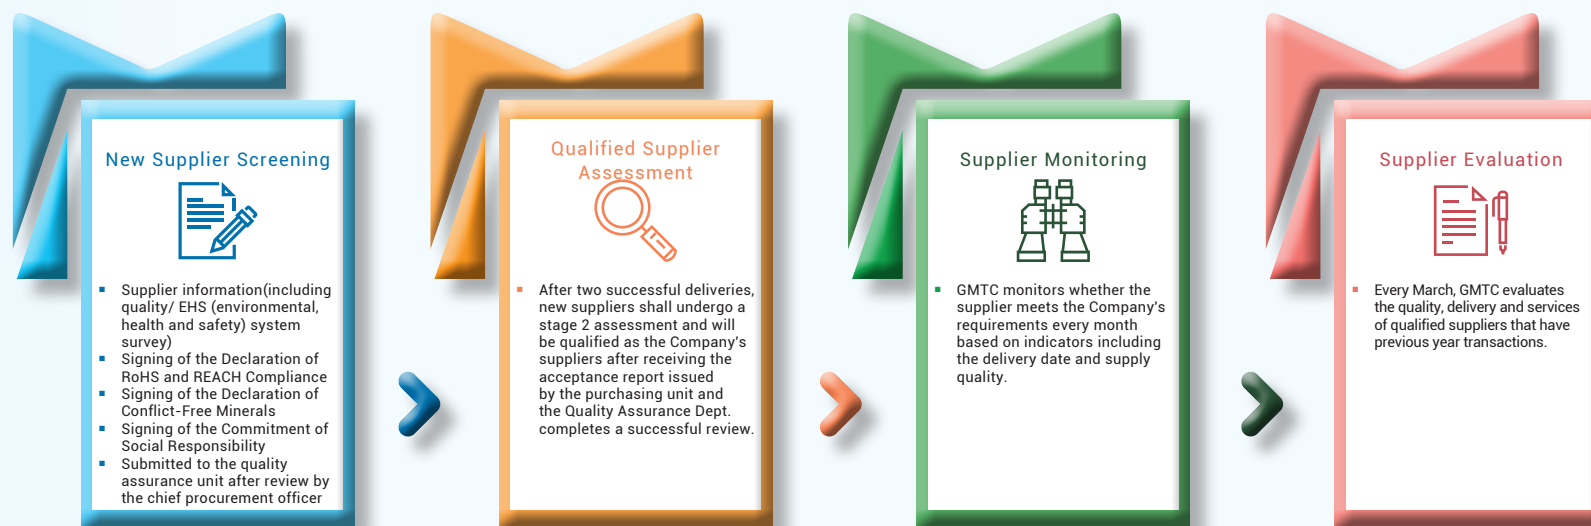 New Supplier Screening
Supplier information(including
quality/ EHS (environmental,
health and safety) system
survey)
Signing of the Declaration of
RoHS and REACH Compliance
Signing of the Declaration of
Conflict-Free Minerals
Signing of the Commitment of
Social Responsibility
Submitted to the quality
assurance unit after review by
the chief procurement officer
Qualified Supplier
Assessment
After two successful deliveries,
new suppliers shall undergo a
stage 2 assessment and will
be qualified as the Company's
suppliers after receiving the
acceptance report issued
by the purchasing unit and
the Quality Assurance Dept.
completes a successful review.
Supplier Monitoring
GMTC monitors whether the
supplier meets the Company's
requirements every month
based on indicators including
the delivery date and supply
quality.
Supplier Evaluation
Every March, GMTC evaluates
the quality, delivery and services
of qualified suppliers that have
previous year transactions.